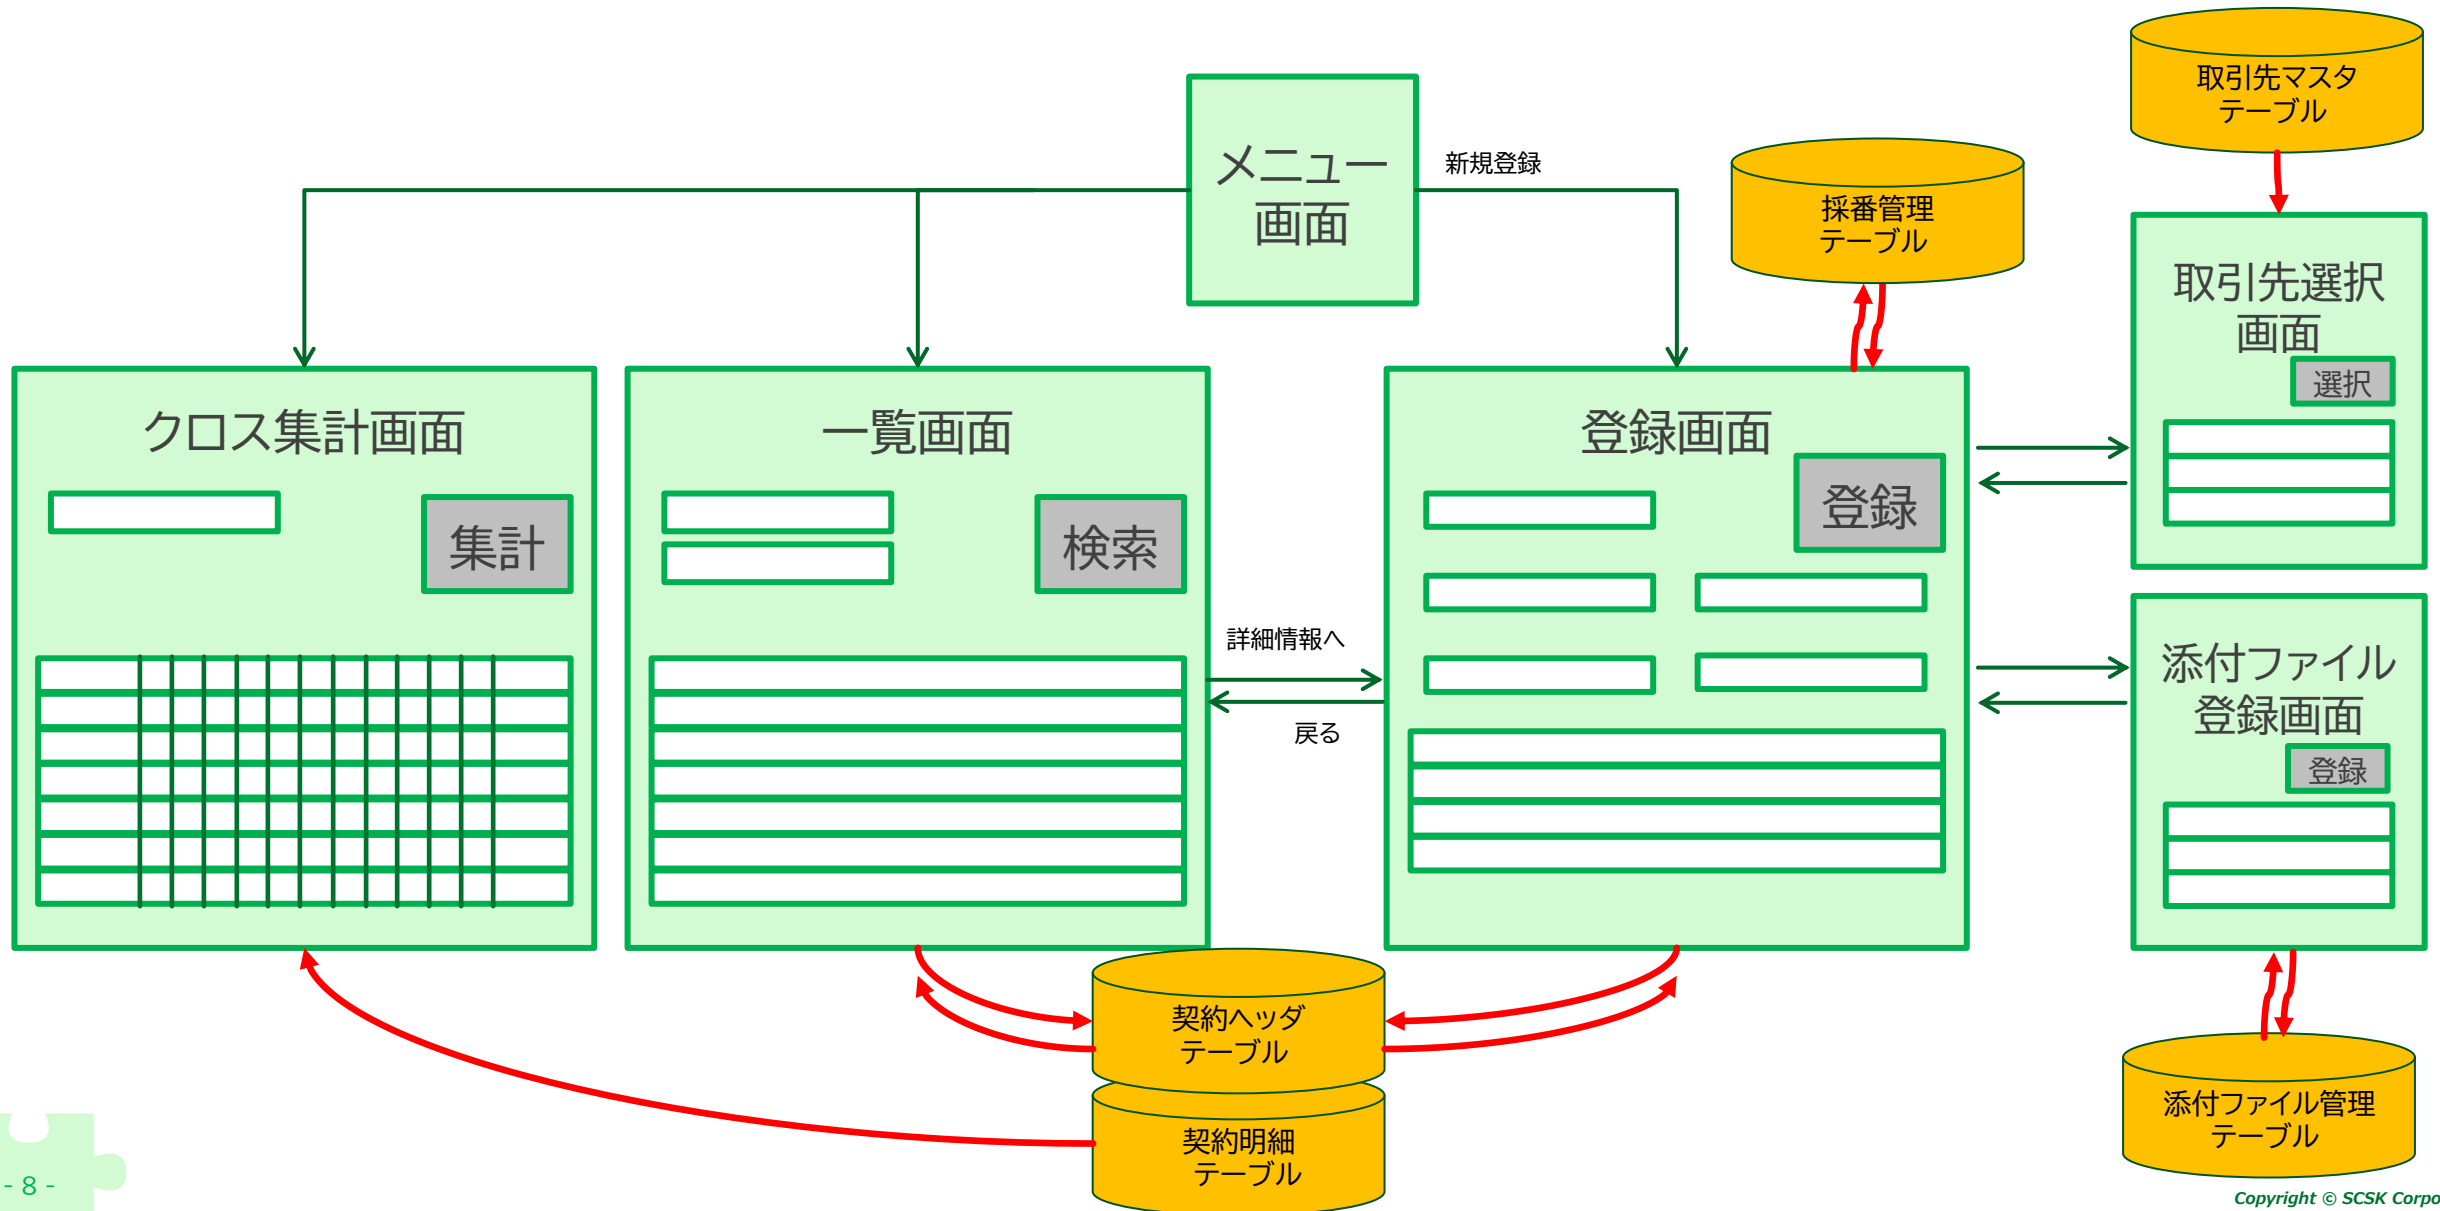 取引先マスタ
テーブル
メニュー
画面
新規登録
採番管理
テーブル
取引先選択
画面
選択
クロス集計画面
集計
一覧画面
検索
登録画面
登録
詳細情報へ
戻る
添付ファイル
登録画面
登録
契約ヘッダ
テーブル
契約明細
テーブル
添付ファイル管理
テーブル
- 8 -
Copyright © SCSK Corpo